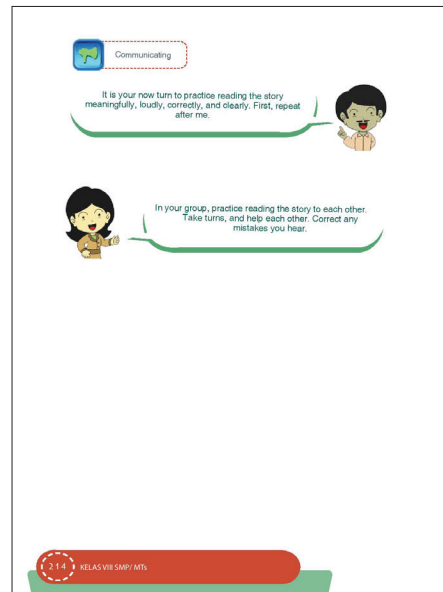 Communicating
It is your now turn to practice reading the story
meaningfully, loudly, correctly, and clearly. First, repeat
after me.
In your group, practice reading the story to each other.
Take turns, and help each other. Correct any
mistakes you hear.
214 KELAS VIII SMP/ MTs